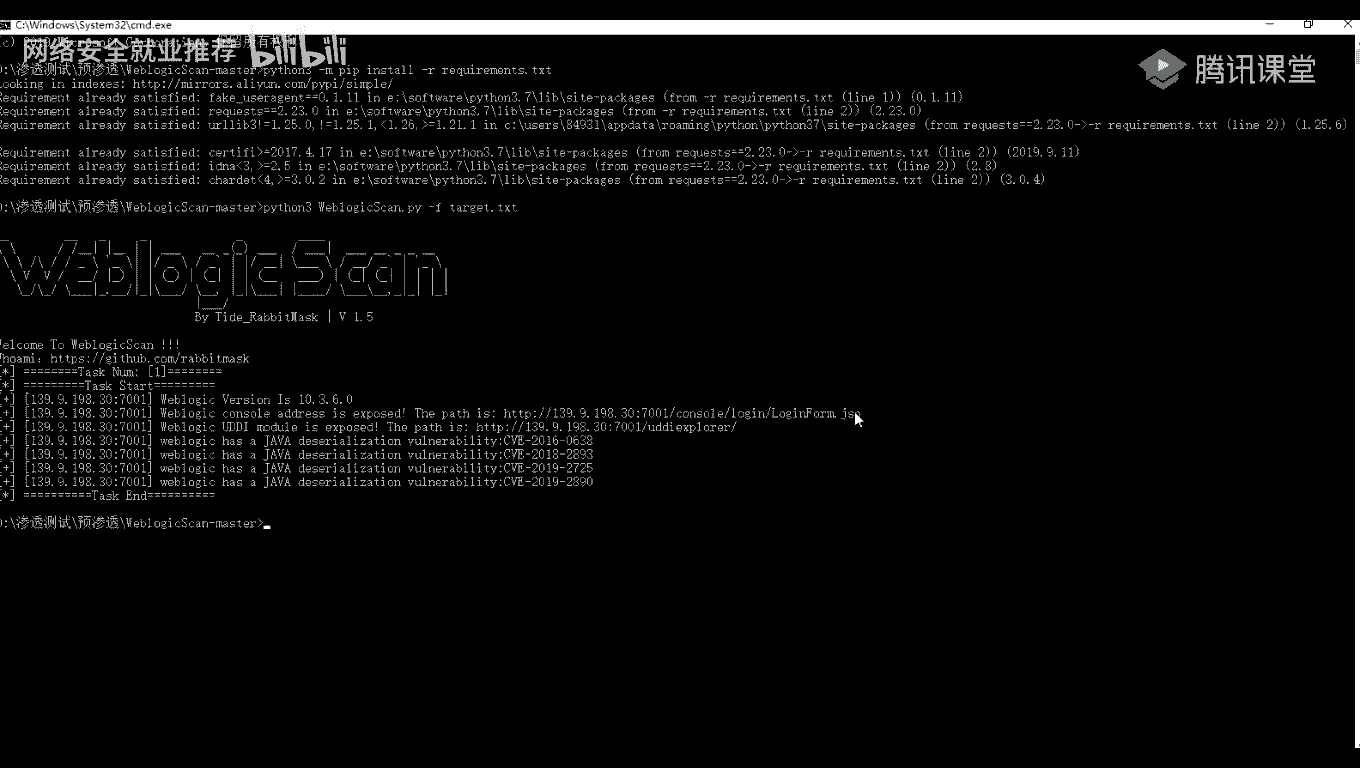 C:\Windows\System32\cmd.exe
网络安全就业推荐 bilibili
腾讯课堂
D:\渗透测试\预渗透\WeblogicScan-master>python3 -m pip install -r requirements.txt
Looking in indexes: http://mirrors.aliyun.com/pypi/simple/
Requirement already satisfied: fake_useragent==0.1.11 in e:\software\python3.7\lib\site-packages (from -r requirements.txt (line 1)) (0.1.11)
Requirement already satisfied: requests==2.23.0 in e:\software\python3.7\lib\site-packages (from -r requirements.txt (line 2)) (2.23.0)
Requirement already satisfied: urllib3!=1.25.0,!=1.25.1,<1.26,>=1.21.1 in c:\users\84931\appdata\roaming\python\python37\site-packages (from requests==2.23.0->-r requirements.txt (line 2)) (1.25.6)
Requirement already satisfied: certifi>=2017.4.17 in e:\software\python3.7\lib\site-packages (from requests==2.23.0->-r requirements.txt (line 2)) (2019.9.11)
Requirement already satisfied: idna<3,>=2.5 in e:\software\python3.7\lib\site-packages (from requests==2.23.0->-r requirements.txt (line 2)) (2.8)
Requirement already satisfied: chardet<4,>=3.0.2 in e:\software\python3.7\lib\site-packages (from requests==2.23.0->-r requirements.txt (line 2)) (3.0.4)
D:\渗透测试\预渗透\WeblogicScan-master>python3 WeblogicScan.py -f target.txt
Weblogic Scan
By Tide_RabbitMask | V 1.5
Welcome To WeblogicScan !!!
Whoami：https://github.com/rabbitmask
[*] ========Task Num: [1]========
[*] =========Task Start=========
[+] [139.9.198.30:7001] Weblogic Version Is 10.3.6.0
[+] [139.9.198.30:7001] Weblogic console address is exposed! The path is: http://139.9.198.30:7001/console/login/LoginForm.jsp
[+] [139.9.198.30:7001] Weblogic UDDI module is exposed! The path is: http://139.9.198.30:7001/uddiexplorer/
[+] [139.9.198.30:7001] weblogic has a JAVA deserialization vulnerability:CVE-2016-0638
[+] [139.9.198.30:7001] weblogic has a JAVA deserialization vulnerability:CVE-2018-2893
[+] [139.9.198.30:7001] weblogic has a JAVA deserialization vulnerability:CVE-2019-2725
[+] [139.9.198.30:7001] weblogic has a JAVA deserialization vulnerability:CVE-2019-2890
[*] ==========Task End==========
D:\渗透测试\预渗透\WeblogicScan-master>